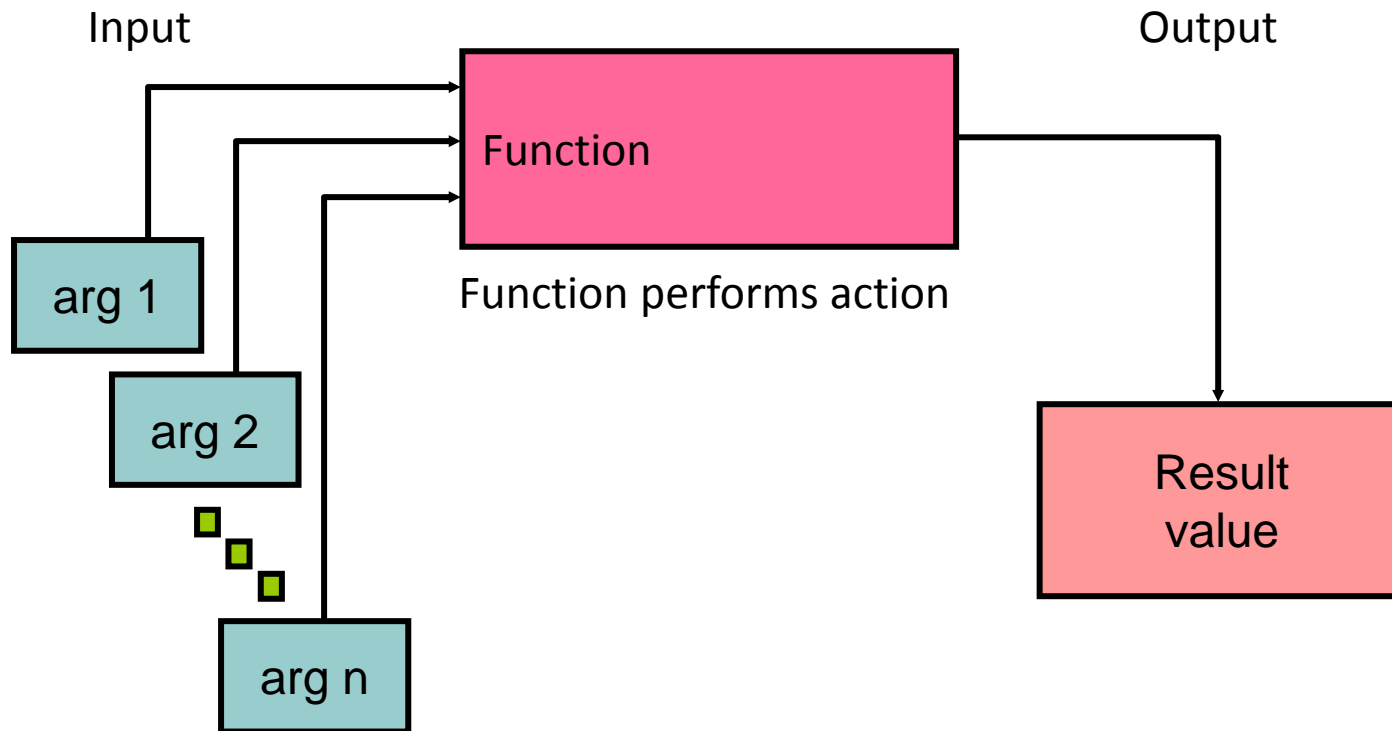 Input
Output
Function
Function performs action
arg 1
arg 2
arg n
Result
value